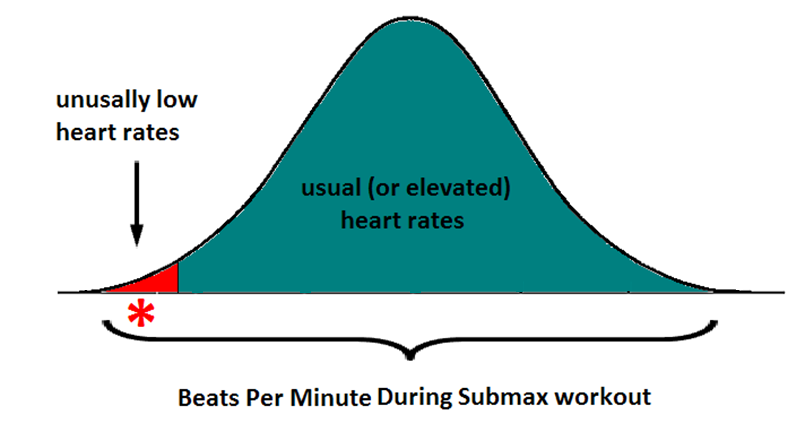 unusally low
heart rates
usual (or elevated)
heart rates
*
Beats Per Minute During Submax workout